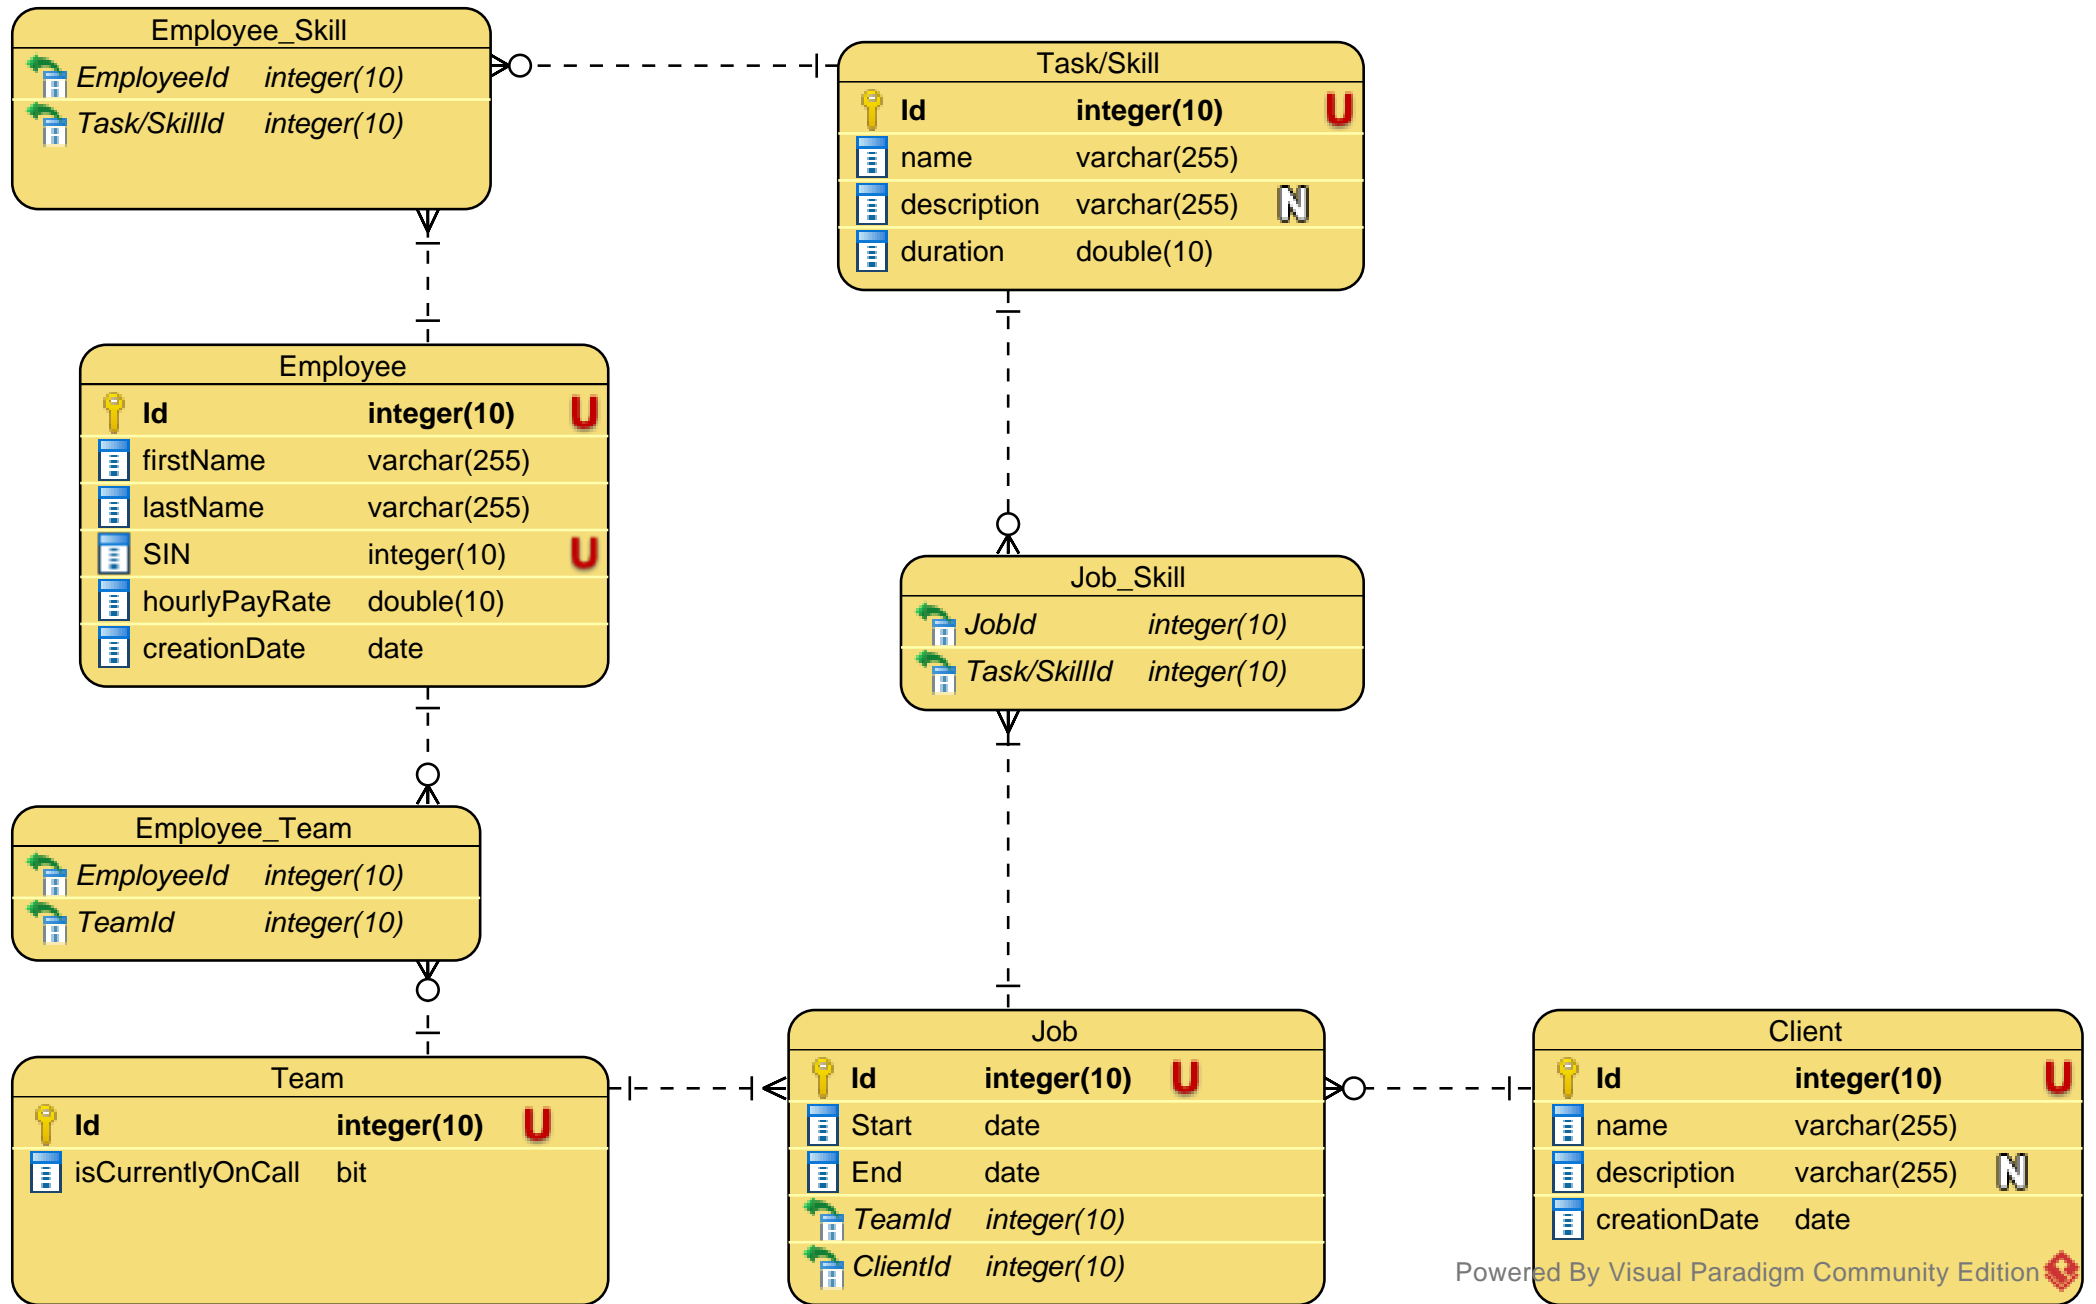 Employee_Skill
EmployeeId integer(10)
Task/SkillId integer(10)
Task/Skill
Id integer(10) U
name varchar(255)
description varchar(255) N
duration double(10)
Employee
Id integer(10) U
firstName varchar(255)
lastName varchar(255)
SIN integer(10) U
hourlyPayRate double(10)
creationDate date
Job_Skill
JobId integer(10)
Task/SkillId integer(10)
Employee_Team
EmployeeId integer(10)
TeamId integer(10)
Team
Id integer(10) U
isCurrentlyOnCall bit
Job
Id integer(10) U
Start date
End date
TeamId integer(10)
ClientId integer(10)
Client
Id integer(10) U
name varchar(255)
description varchar(255) N
creationDate date
Powered By Visual Paradigm Community Edition